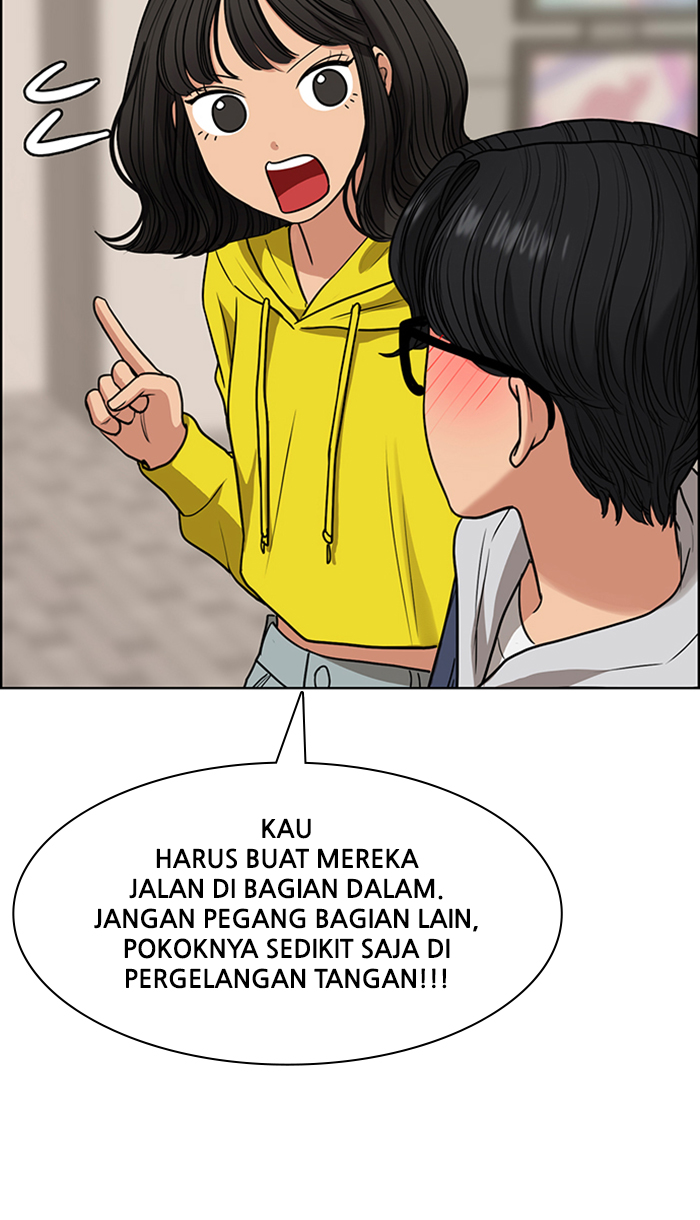 KAU
HARUS BUAT MEREKA
JALAN DI BAGIAN DALAM.
JANGAN PEGANG BAGIAN LAIN,
POKOKNYA SEDIKIT SAJA DI
PERGELANGAN TANGAN!!!